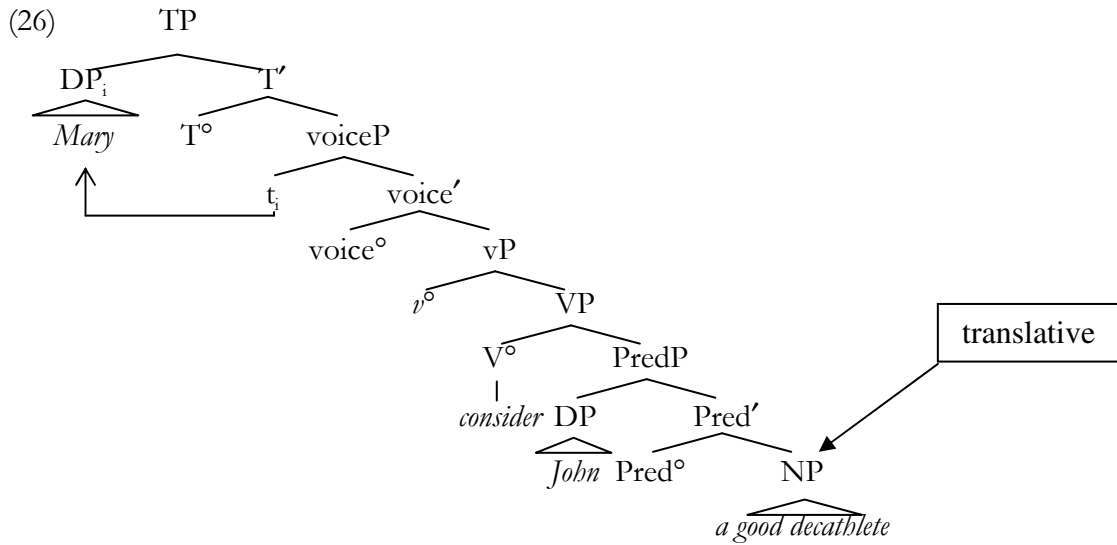 (26) TP
DPᵢ T′
Mary T° voiceP
tᵢ voice′
voice° vP
v° VP
translative
V° PredP
consider DP Pred′
John Pred° NP
a good decathlete